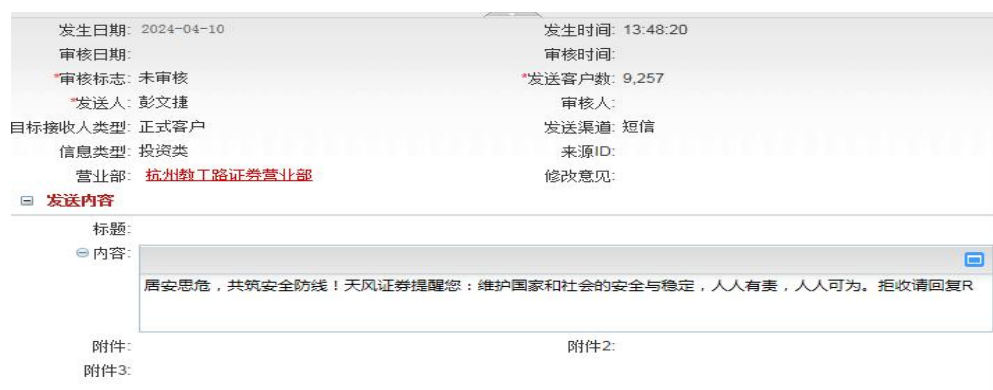 发生日期: 2024-04-10 发生时间: 13:48:20
审核日期: 审核时间:
*审核标志: 未审核 *发送客户数: 9,257
*发送人: 彭文捷 审核人:
目标接收人类型: 正式客户 发送渠道: 短信
信息类型: 投资类 来源ID:
营业部: 杭州教工路证券营业部 修改意见:
发送内容
标题:
内容:
居安思危，共筑安全防线！天风证券提醒您：维护国家和社会的安全与稳定，人人有责，人人可为。拒收请回复R
附件: 附件2:
附件3: